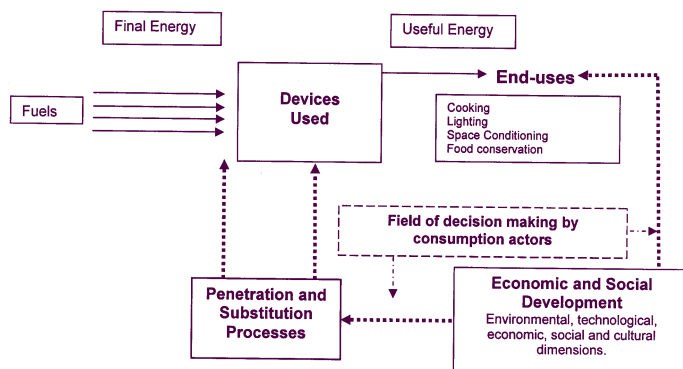 Final Energy
Useful Energy
Fuels
Devices
Used
End-uses
Cooking
Lighting
Space Conditioning
Food conservation
Field of decision making by
consumption actors
Penetration and
Substitution
Processes
Economic and Social
Development
Environmental, technological,
economic, social and cultural
dimensions.